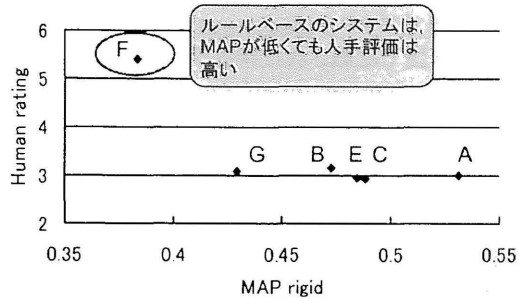 ルールベースのシステムは,
MAPが低くても人手評価は
高い
6
5
4
3
2
Human rating
F
G
B
E
C
A
0.35
0.4
0.45
0.5
0.55
MAP rigid